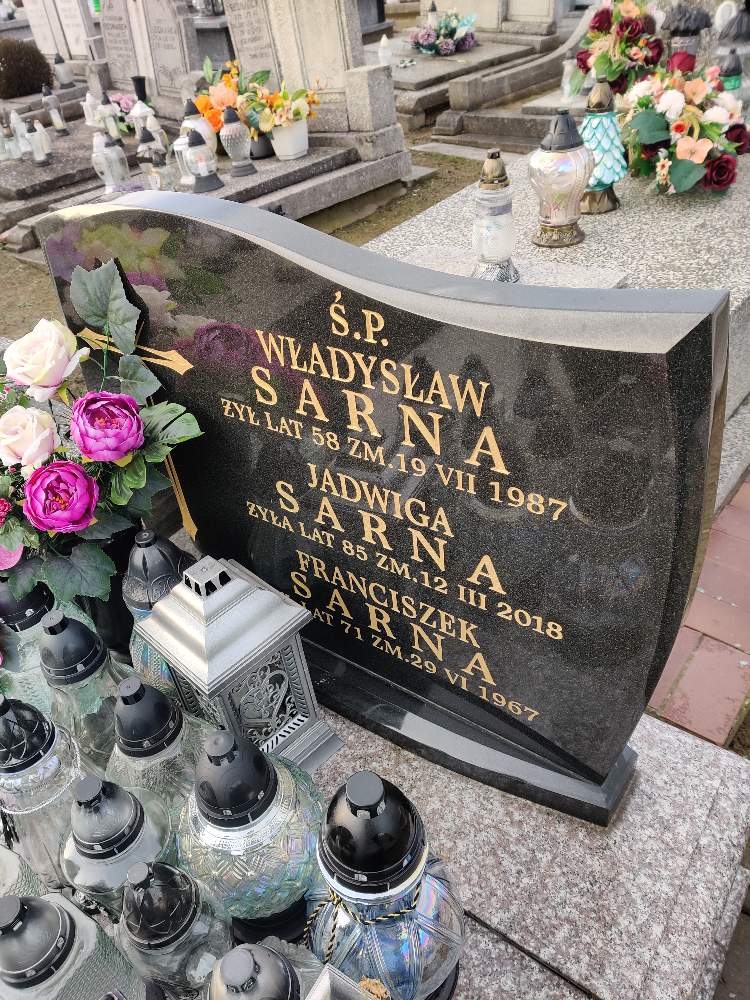 Ś.P.
WŁADYSŁAW
SARNA
ŻYŁ LAT 58 ZM.19 VII 1987
JADWIGA
SARNA
ŻYŁA LAT 85 ZM.12 III 2018
FRANCISZEK
SARNA
LAT 71 ZM.29 VI 1967